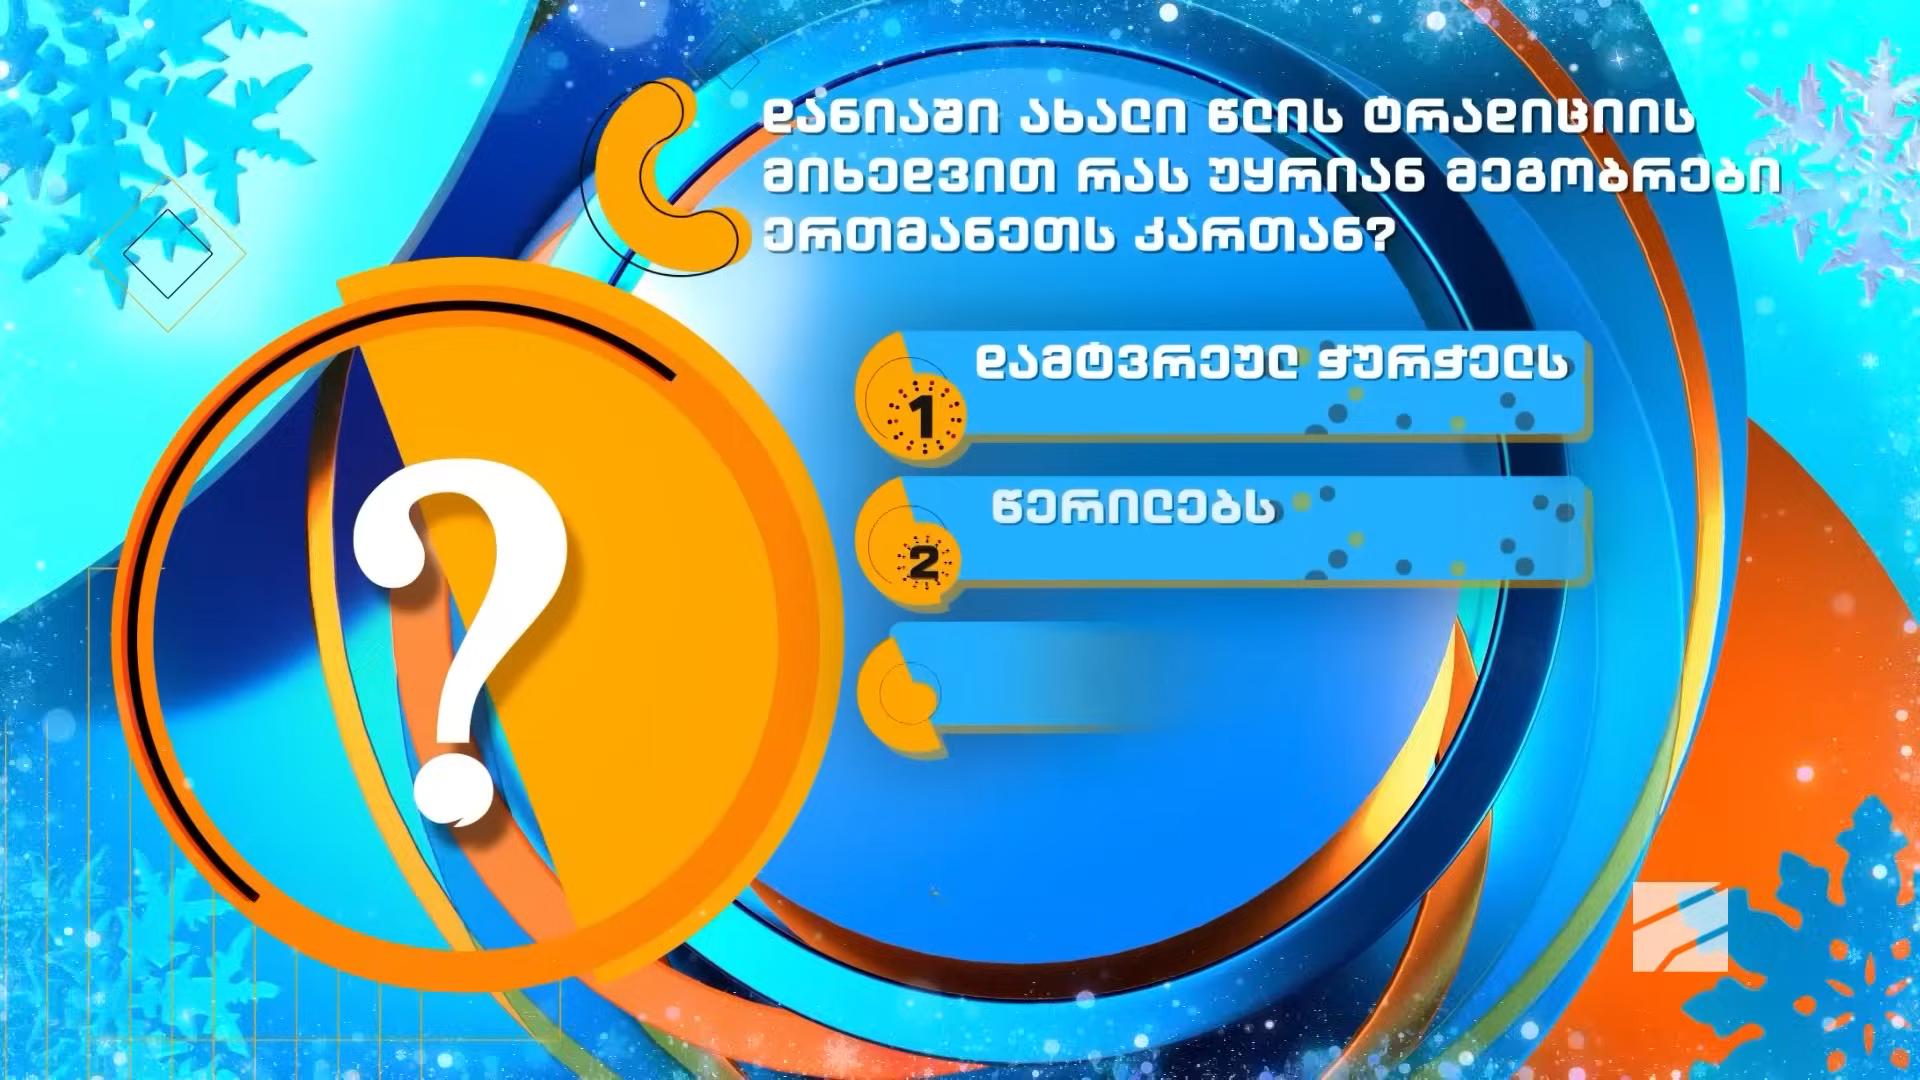 დანიაში ახალი წლის ტრადიციის
მიხედვით რას უყრიან მეგობრები
ერთმანეთს კართან?
1 დამტვრეულ ჭურჭელს
2 წერილებს